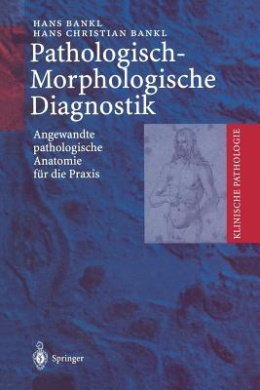 HANS BANKL
HANS CHRISTIAN BANKL
Pathologisch-
Morphologische
Diagnostik
Angewandte
pathologische
Anatomie
für die Praxis
KLINISCHE PATHOLOGIE
Springer